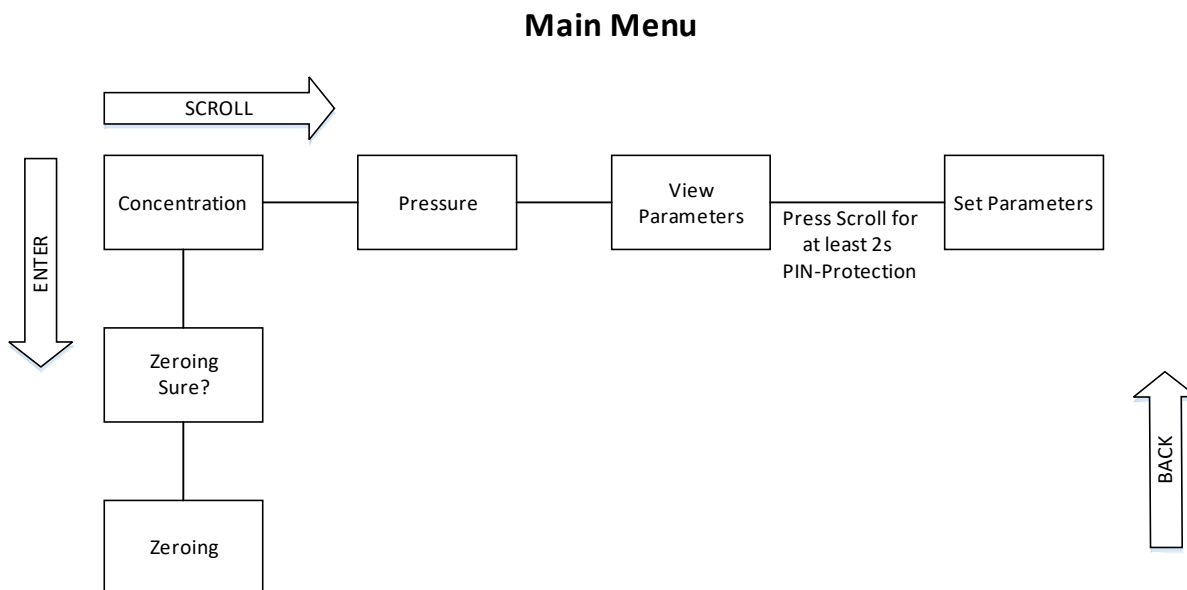 Main Menu
SCROLL
ENTER
Concentration
Pressure
View
Parameters
Press Scroll for
at least 2s
PIN-Protection
Set Parameters
Zeroing
Sure?
Zeroing
BACK